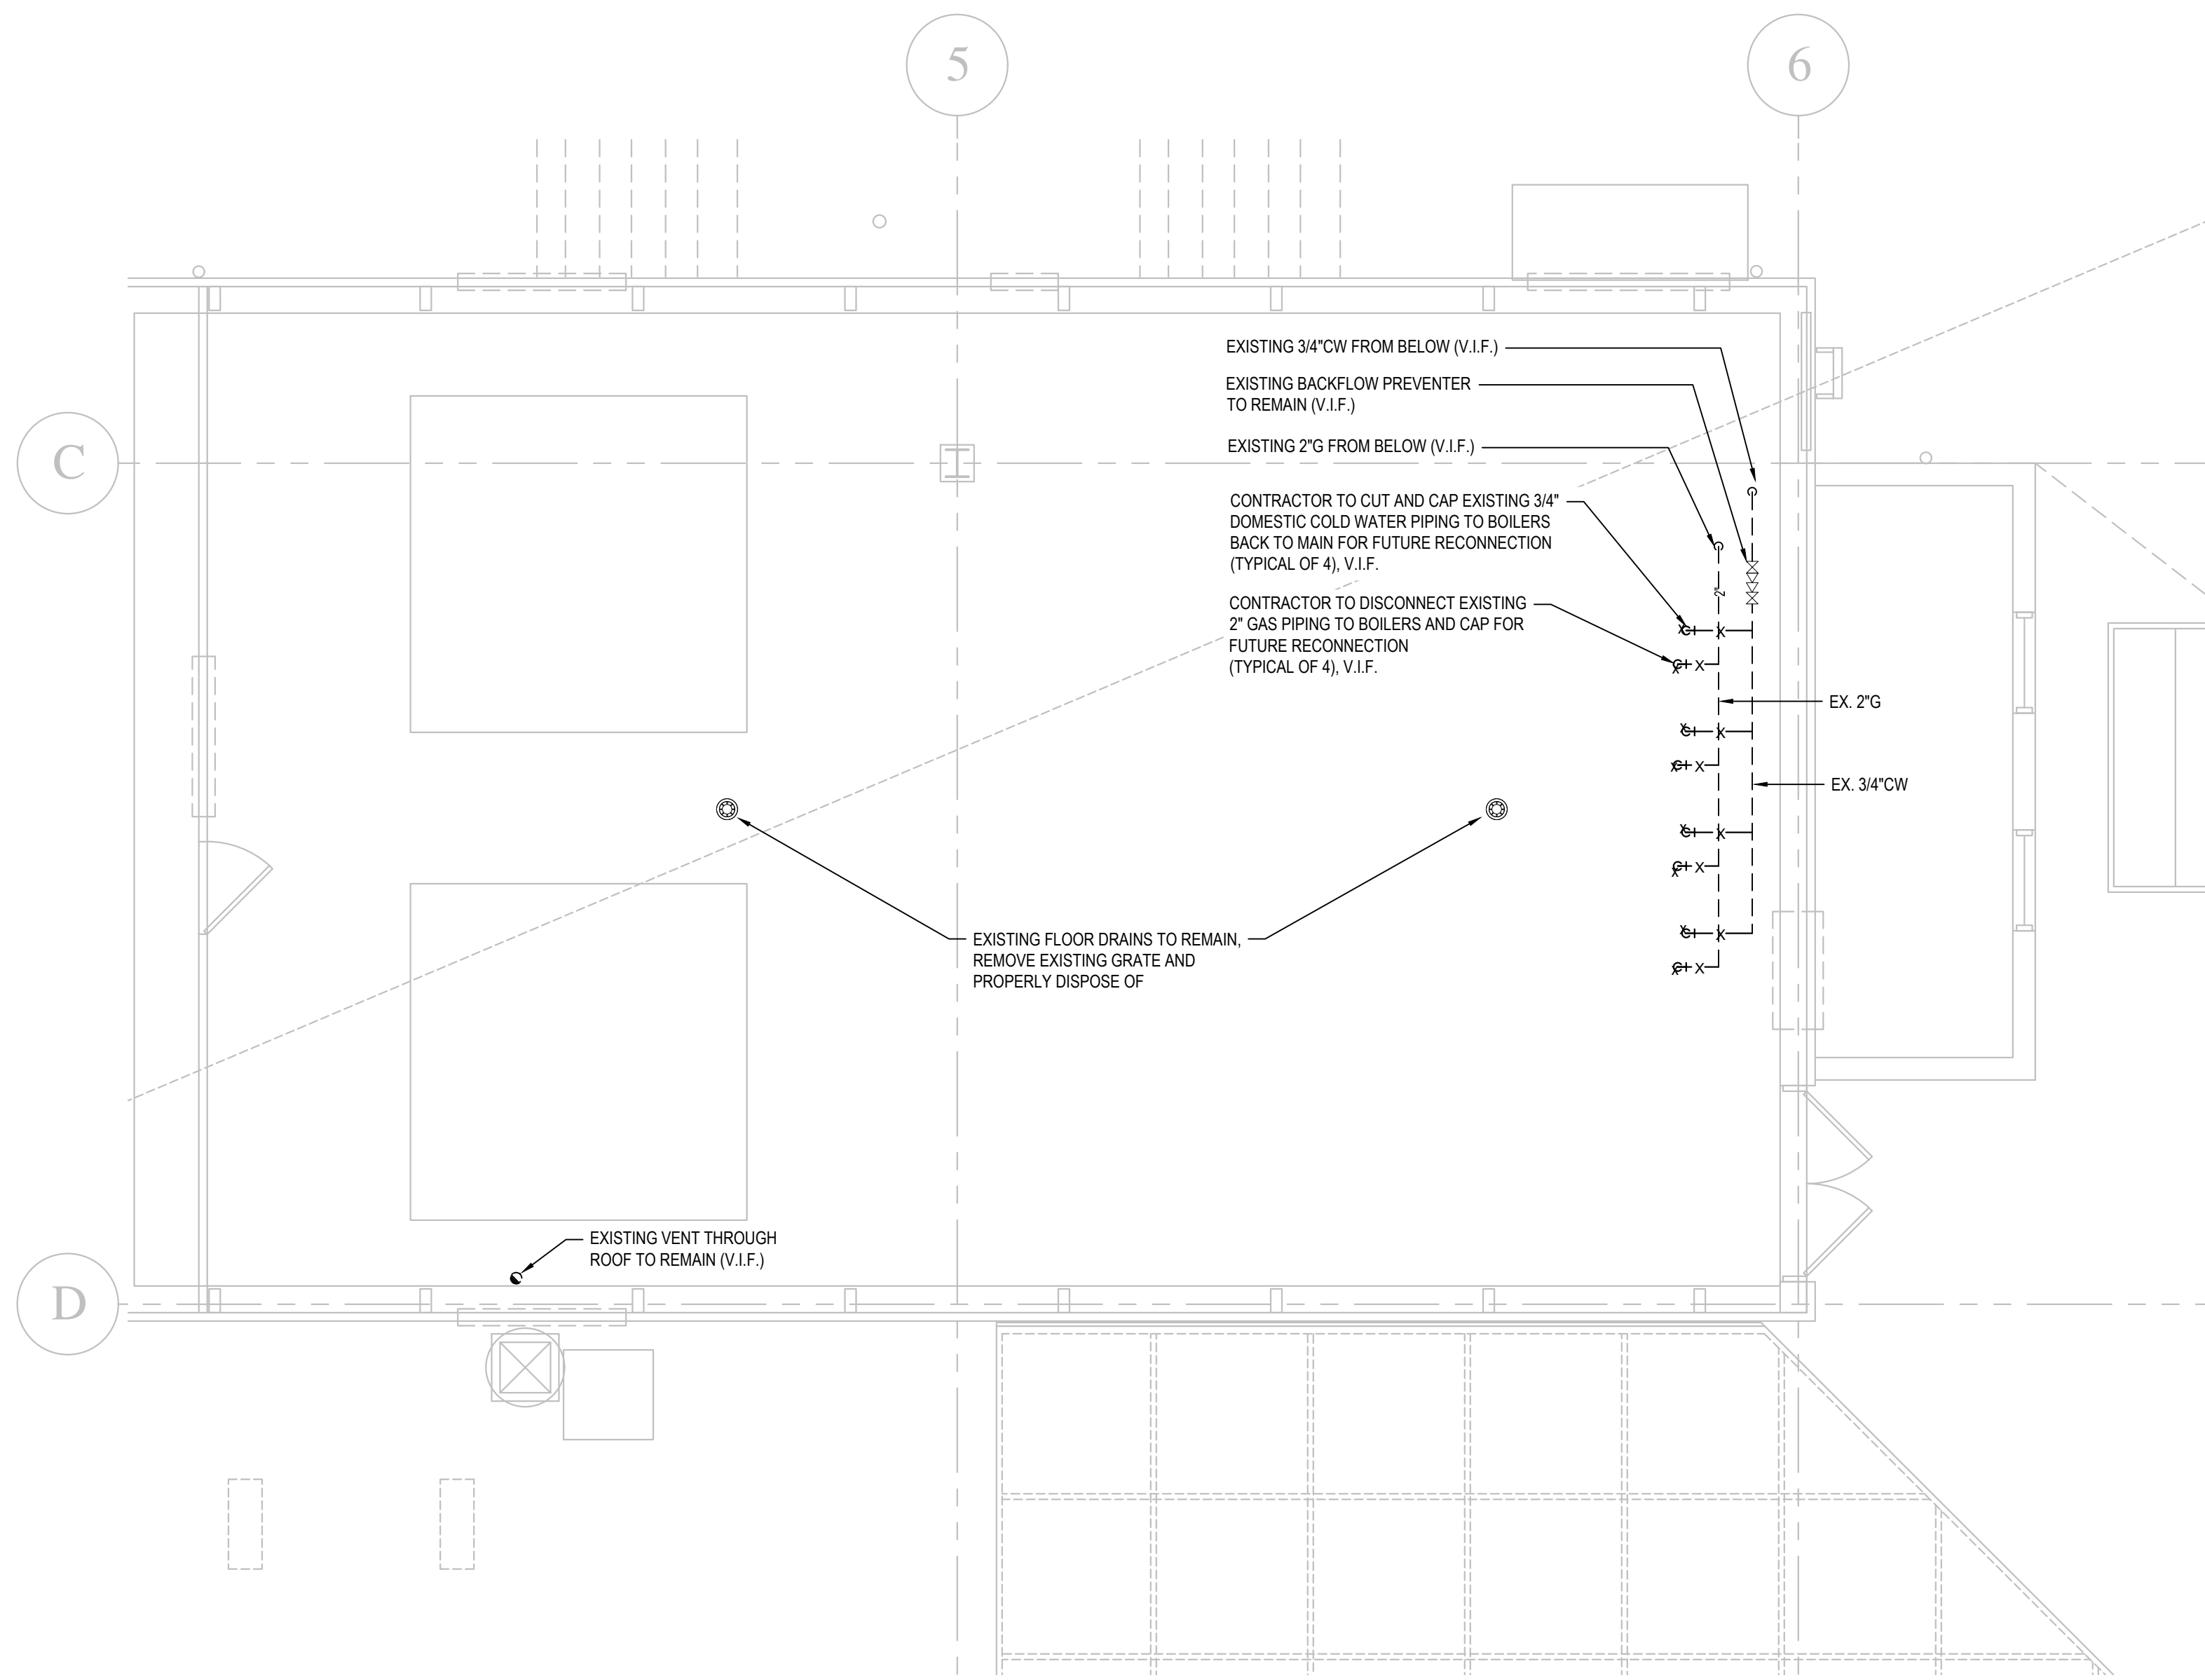 5
6
C
D
EXISTING 3/4"CW FROM BELOW (V.I.F.)
EXISTING BACKFLOW PREVENTER
TO REMAIN (V.I.F.)
EXISTING 2"G FROM BELOW (V.I.F.)
CONTRACTOR TO CUT AND CAP EXISTING 3/4"
DOMESTIC COLD WATER PIPING TO BOILERS
BACK TO MAIN FOR FUTURE RECONNECTION
(TYPICAL OF 4), V.I.F.
CONTRACTOR TO DISCONNECT EXISTING
2" GAS PIPING TO BOILERS AND CAP FOR
FUTURE RECONNECTION
(TYPICAL OF 4), V.I.F.
2"
EX. 2"G
EX. 3/4"CW
EXISTING FLOOR DRAINS TO REMAIN,
REMOVE EXISTING GRATE AND
PROPERLY DISPOSE OF
EXISTING VENT THROUGH
ROOF TO REMAIN (V.I.F.)